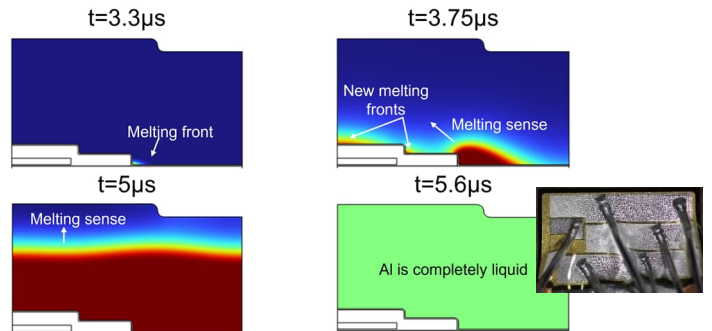 t=3.3µs
t=3.75µs
Melting front
New melting
fronts
Melting sense
t=5µs
t=5.6µs
Melting sense
Al is completely liquid